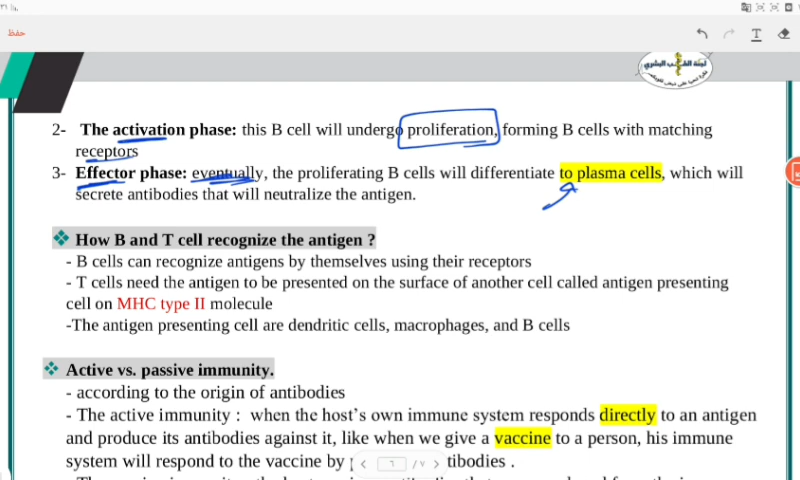 حفظ
لجنة الطب البشري
2- The activation phase: this B cell will undergo proliferation, forming B cells with matching
receptors
3- Effector phase: eventually, the proliferating B cells will differentiate to plasma cells, which will
secrete antibodies that will neutralize the antigen.
❖ How B and T cell recognize the antigen ?
- B cells can recognize antigens by themselves using their receptors
- T cells need the antigen to be presented on the surface of another cell called antigen presenting
cell on MHC type II molecule
-The antigen presenting cell are dendritic cells, macrophages, and B cells
❖ Active vs. passive immunity.
- according to the origin of antibodies
- The active immunity : when the host's own immune system responds directly to an antigen
and produce its antibodies against it, like when we give a vaccine to a person, his immune
system will respond to the vaccine by tibodies .
< ٦ / ٧ >